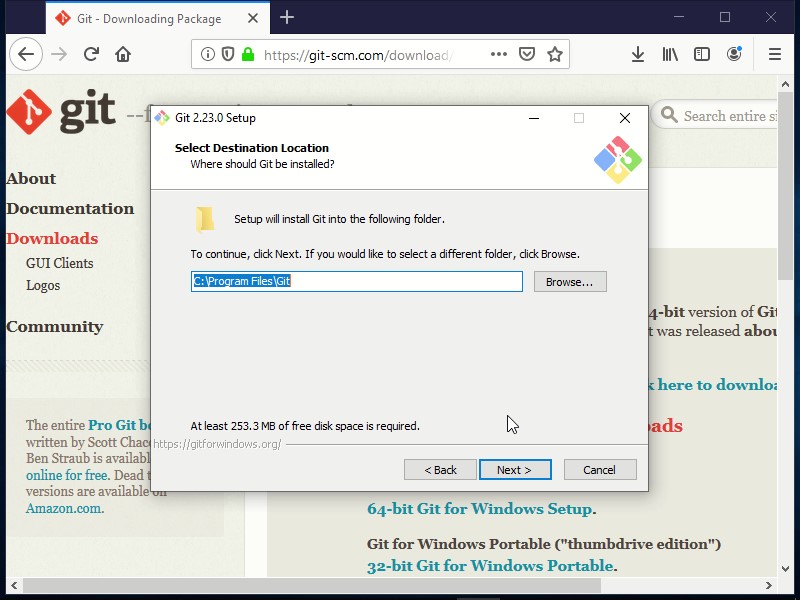 Git - Downloading Package
https://git-scm.com/download/
git
--f
Search entire si
About
Documentation
Downloads
GUI Clients
Logos
Community
The entire Pro Git bo
written by Scott Chac
Ben Straub is availabl
online for free. Dead t
versions are available on
Amazon.com.
Git 2.23.0 Setup
Select Destination Location
Where should Git be installed?
Setup will install Git into the following folder.
To continue, click Next. If you would like to select a different folder, click Browse.
C:\Program Files\Git
Browse...
At least 253.3 MB of free disk space is required.
https://gitforwindows.org/
< Back
Next >
Cancel
4-bit version of Git
t was released abou
k here to downloa
ads
64-bit Git for Windows Setup.
Git for Windows Portable ("thumbdrive edition")
32-bit Git for Windows Portable.